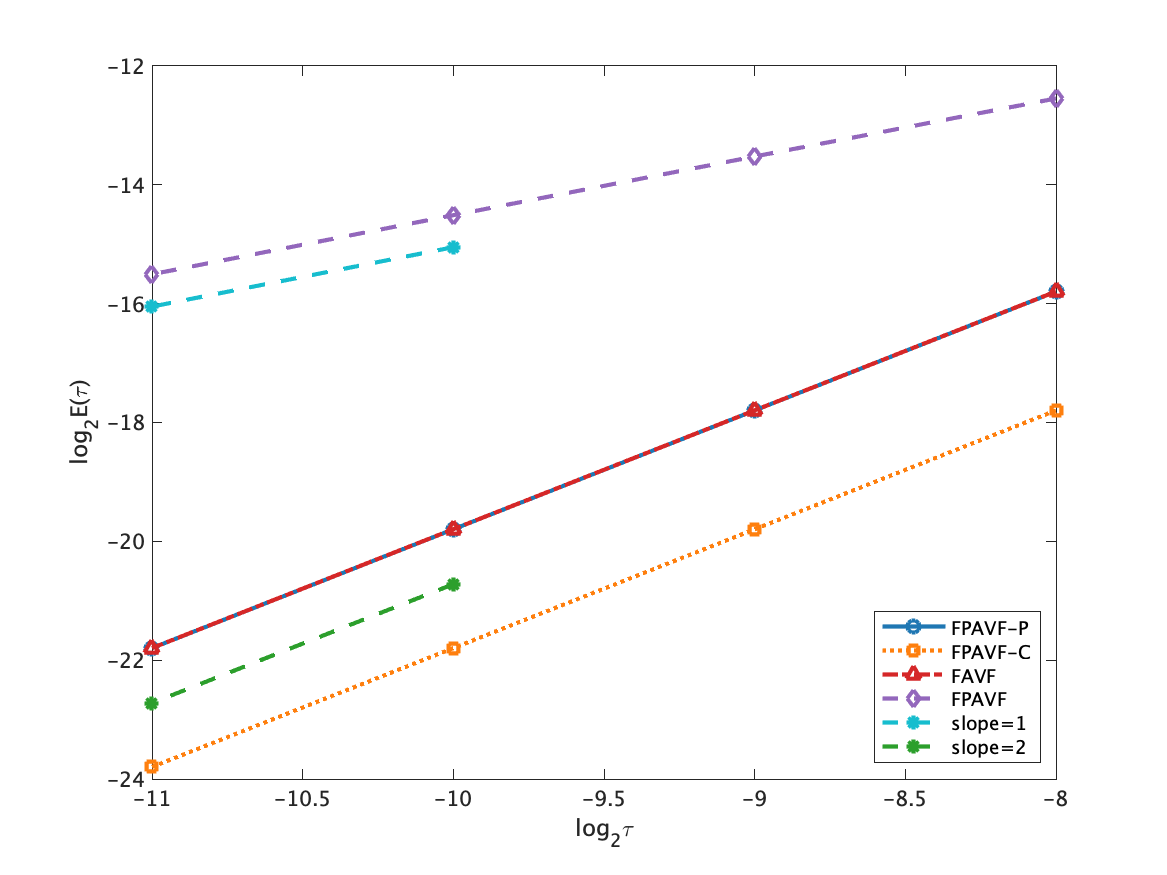 −12
−14
−16
−18
−20
−22
−24
log₂E(τ)
−11
−10.5
−10
−9.5
−9
−8.5
−8
log₂τ
FPAVF-P
FPAVF-C
FAVF
FPAVF
slope=1
slope=2